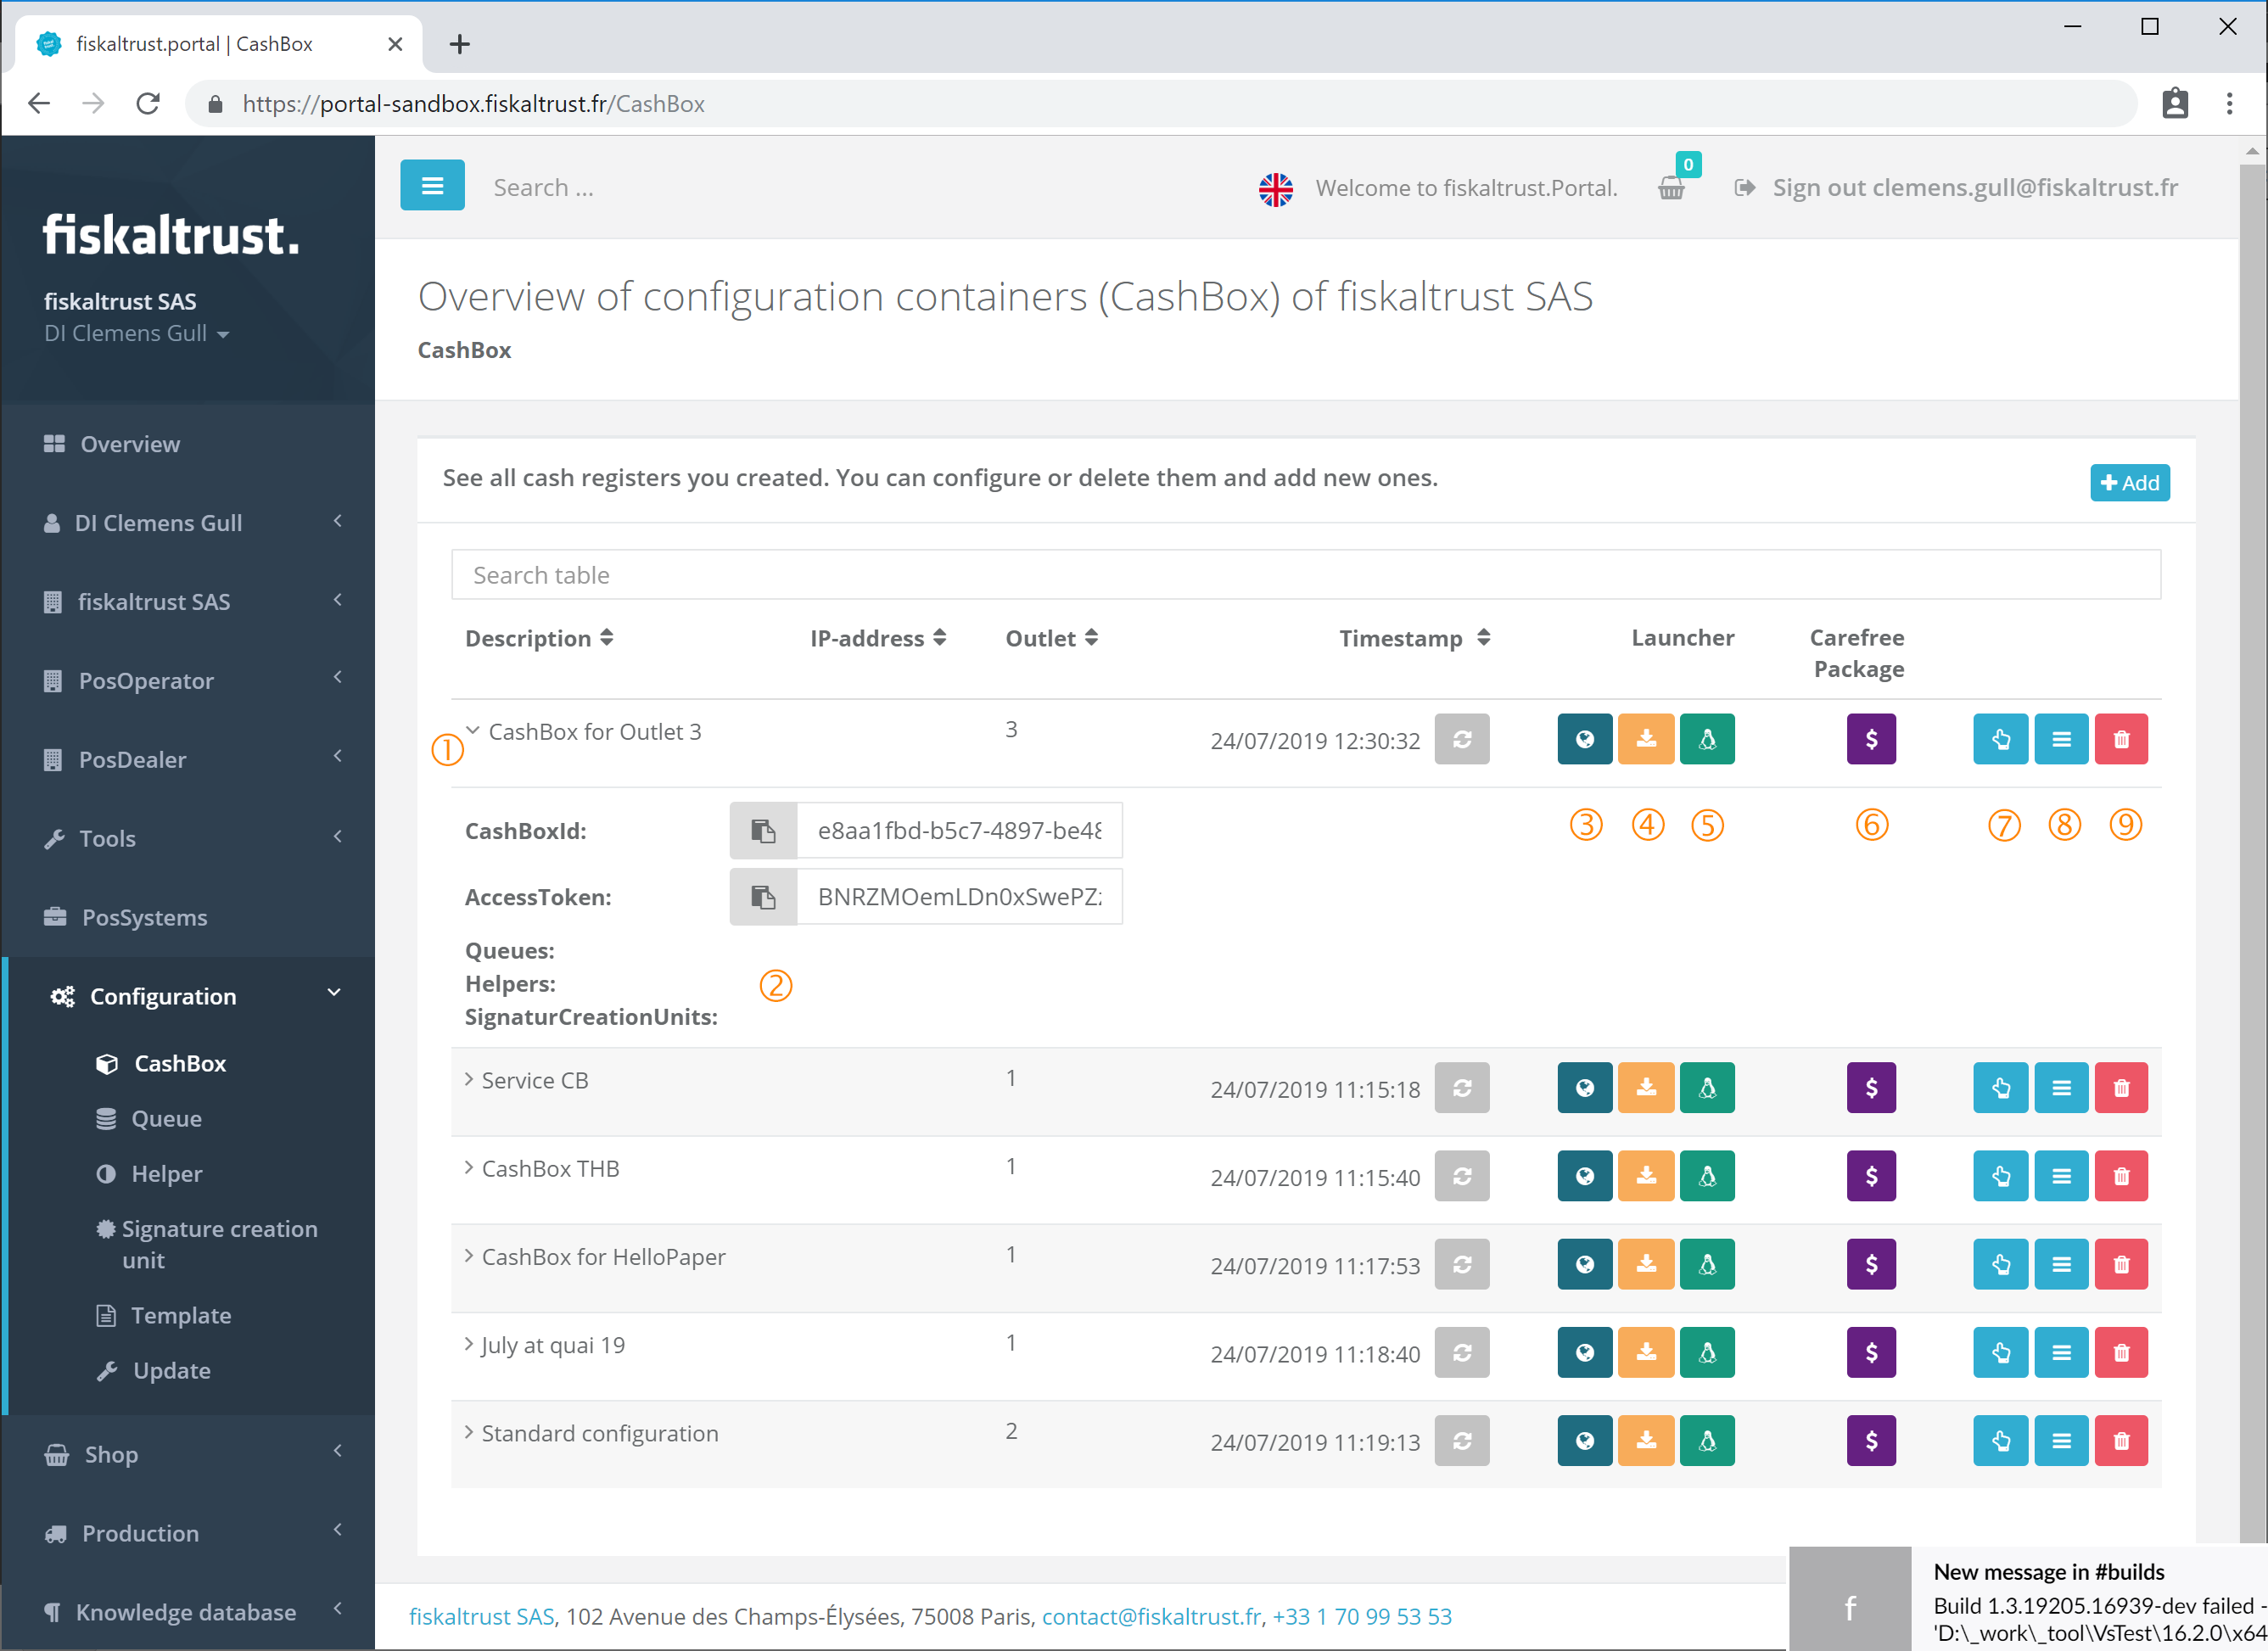 fiskaltrust.portal | CashBox
https://portal-sandbox.fiskaltrust.fr/CashBox
fiskaltrust.
fiskaltrust SAS
DI Clemens Gull
Overview
DI Clemens Gull
fiskaltrust SAS
PosOperator
PosDealer
Tools
PosSystems
Configuration
CashBox
Queue
Helper
Signature creation
unit
Template
Update
Shop
Production
Knowledge database
Search ...
Welcome to fiskaltrust.Portal.
0
Sign out clemens.gull@fiskaltrust.fr
Overview of configuration containers (CashBox) of fiskaltrust SAS
CashBox
See all cash registers you created. You can configure or delete them and add new ones.
Add
Search table
Description IP-address Outlet Timestamp Launcher Carefree
Package
① CashBox for Outlet 3 3 24/07/2019 12:30:32 $
③ ④ ⑤ ⑥ ⑦ ⑧ ⑨
CashBoxId: e8aa1fbd-b5c7-4897-be48
AccessToken: BNRZMOemLDn0xSwePZ
Queues:
Helpers: ②
SignaturCreationUnits:
Service CB 1 24/07/2019 11:15:18 $
CashBox THB 1 24/07/2019 11:15:40 $
CashBox for HelloPaper 1 24/07/2019 11:17:53 $
July at quai 19 1 24/07/2019 11:18:40 $
Standard configuration 2 24/07/2019 11:19:13 $
fiskaltrust SAS, 102 Avenue des Champs-Élysées, 75008 Paris, contact@fiskaltrust.fr, +33 1 70 99 53 53
f
New message in #builds
Build 1.3.19205.16939-dev failed -
'D:\_work\_tool\VsTest\16.2.0\x64